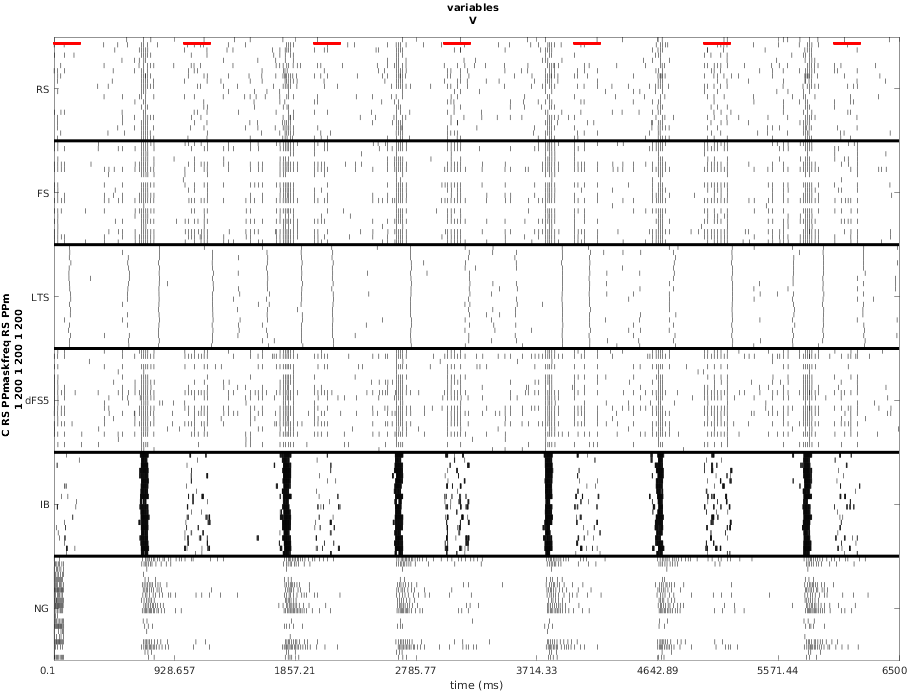 variables
V
C RS PPmaskfreq RS PPm
1 200 1 200 1 200
RS
FS
LTS
dFS5
IB
NG
0.1 928.657 1857.21 2785.77 3714.33 4642.89 5571.44 6500
time (ms)